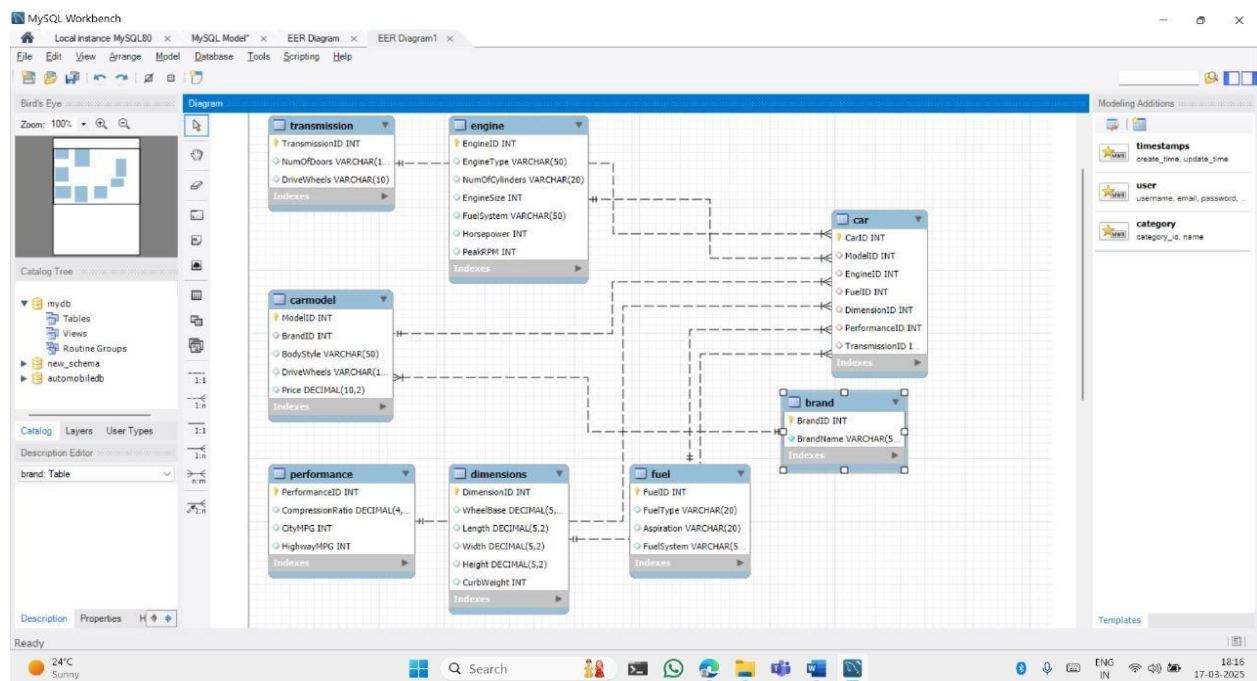 MySQL Workbench
Local instance MySQL80 × MySQL Model* × EER Diagram × EER Diagram1 ×
File Edit View Arrange Model Database Tools Scripting Help
Bird's Eye
Zoom: 100%
Catalog Tree
mydb
Tables
Views
Routine Groups
new_schema
automobiledb
Catalog Layers User Types
Description Editor
brand: Table
Description Properties H
1:1
1:n
1:1
1:n
n:m
1:n
Diagram
transmission
TransmissionID INT
NumOfDoors VARCHAR(1...
DriveWheels VARCHAR(10)
Indexes
engine
EngineID INT
EngineType VARCHAR(50)
NumOfCylinders VARCHAR(20)
EngineSize INT
FuelSystem VARCHAR(50)
Horsepower INT
PeakRPM INT
Indexes
car
CarID INT
ModelID INT
EngineID INT
FuelID INT
DimensionID INT
PerformanceID INT
TransmissionID I...
Indexes
carmodel
ModelID INT
BrandID INT
BodyStyle VARCHAR(50)
DriveWheels VARCHAR(1...
Price DECIMAL(10,2)
Indexes
brand
BrandID INT
BrandName VARCHAR(5...
Indexes
performance
PerformanceID INT
CompressionRatio DECIMAL(4,...
CityMPG INT
HighwayMPG INT
Indexes
dimensions
DimensionID INT
WheelBase DECIMAL(5,...
Length DECIMAL(5,2)
Width DECIMAL(5,2)
Height DECIMAL(5,2)
CurbWeight INT
Indexes
fuel
FuelID INT
FuelType VARCHAR(20)
Aspiration VARCHAR(20)
FuelSystem VARCHAR(5...
Indexes
Modeling Additions
timestamps
create_time, update_time
user
username, email, password, ...
category
category_id, name
Templates
Ready
24°C
Sunny
Search
ENG
IN
18:16
17-03-2025